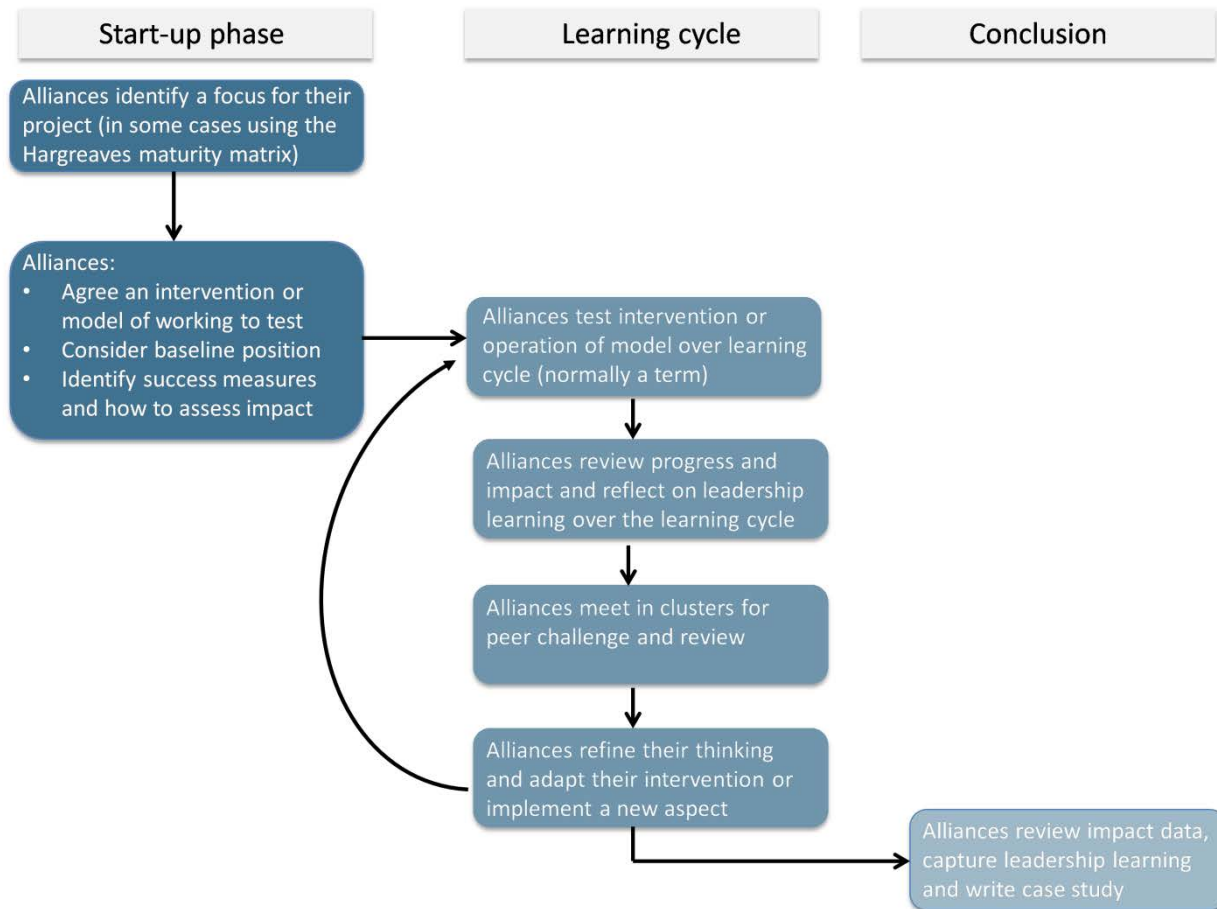 Start-up phase
Learning cycle
Conclusion
Alliances identify a focus for their
project (in some cases using the
Hargreaves maturity matrix)
Alliances:
• Agree an intervention or
model of working to test
• Consider baseline position
• Identify success measures
and how to assess impact
Alliances test intervention or
operation of model over learning
cycle (normally a term)
Alliances review progress and
impact and reflect on leadership
learning over the learning cycle
Alliances meet in clusters for
peer challenge and review
Alliances refine their thinking
and adapt their intervention or
implement a new aspect
Alliances review impact data,
capture leadership learning
and write case study